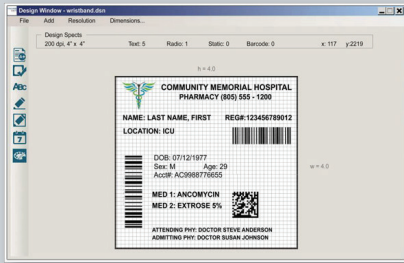 Design Window - wristband.dsn
File Add Resolution Dimensions...
Design Spects
200 dpi, 4" x 4" Text: 5 Radio: 1 Static: 0 Barcode: 0 x: 117 y:2219
h = 4.0
COMMUNITY MEMORIAL HOSPITAL
PHARMACY (805) 555 - 1200
NAME: LAST NAME, FIRST REG#:123456789012
LOCATION: ICU
DOB: 07/12/1977
Sex: M Age: 29
Acct#: AC9988776655
w = 4.0
MED 1: ANCOMYCIN
MED 2: EXTROSE 5%
ATTENDING PHY: DOCTOR STEVE ANDERSON
ADMITTING PHY: DOCTOR SUSAN JOHNSON
ABC
7